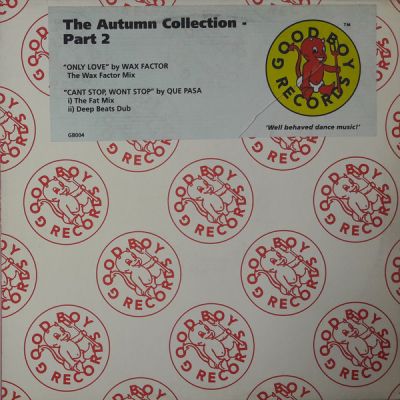 The Autumn Collection -
Part 2
"ONLY LOVE" by WAX FACTOR
The Wax Factor Mix
"CANT STOP, WONT STOP" by QUE PASA
i) The Fat Mix
ii) Deep Beats Dub
GB004
GOOD BOY
RECORDS
TM
'Well behaved dance music!'
GOOD BOYS
RECORDS